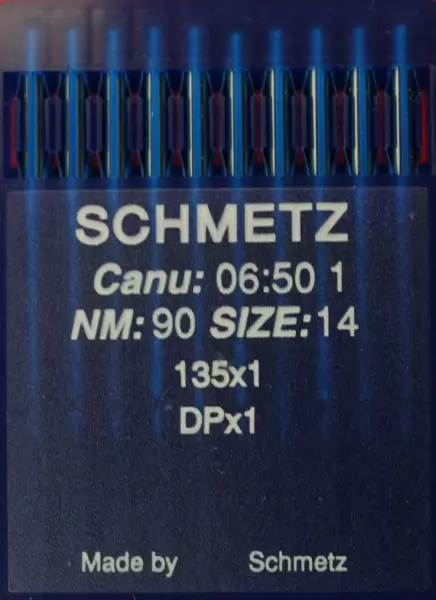 SCHMETZ
Canu: 06:50 1
NM: 90 SIZE: 14
135x1
DPx1
Made by Schmetz